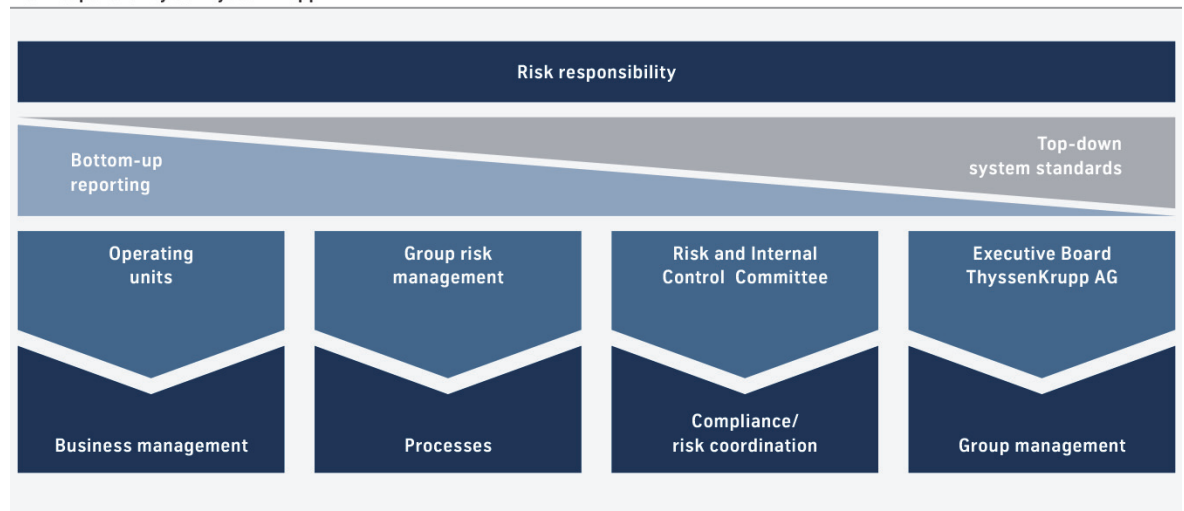 Risk responsibility
Bottom-up
reporting
Top-down
system standards
Operating
units
Group risk
management
Risk and Internal
Control Committee
Executive Board
ThyssenKrupp AG
Business management
Processes
Compliance/
risk coordination
Group management